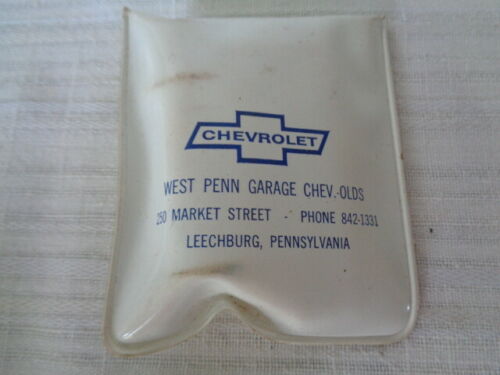 CHEVROLET
WEST PENN GARAGE CHEV.-OLDS
250 MARKET STREET - PHONE 842-1331
LEECHBURG, PENNSYLVANIA